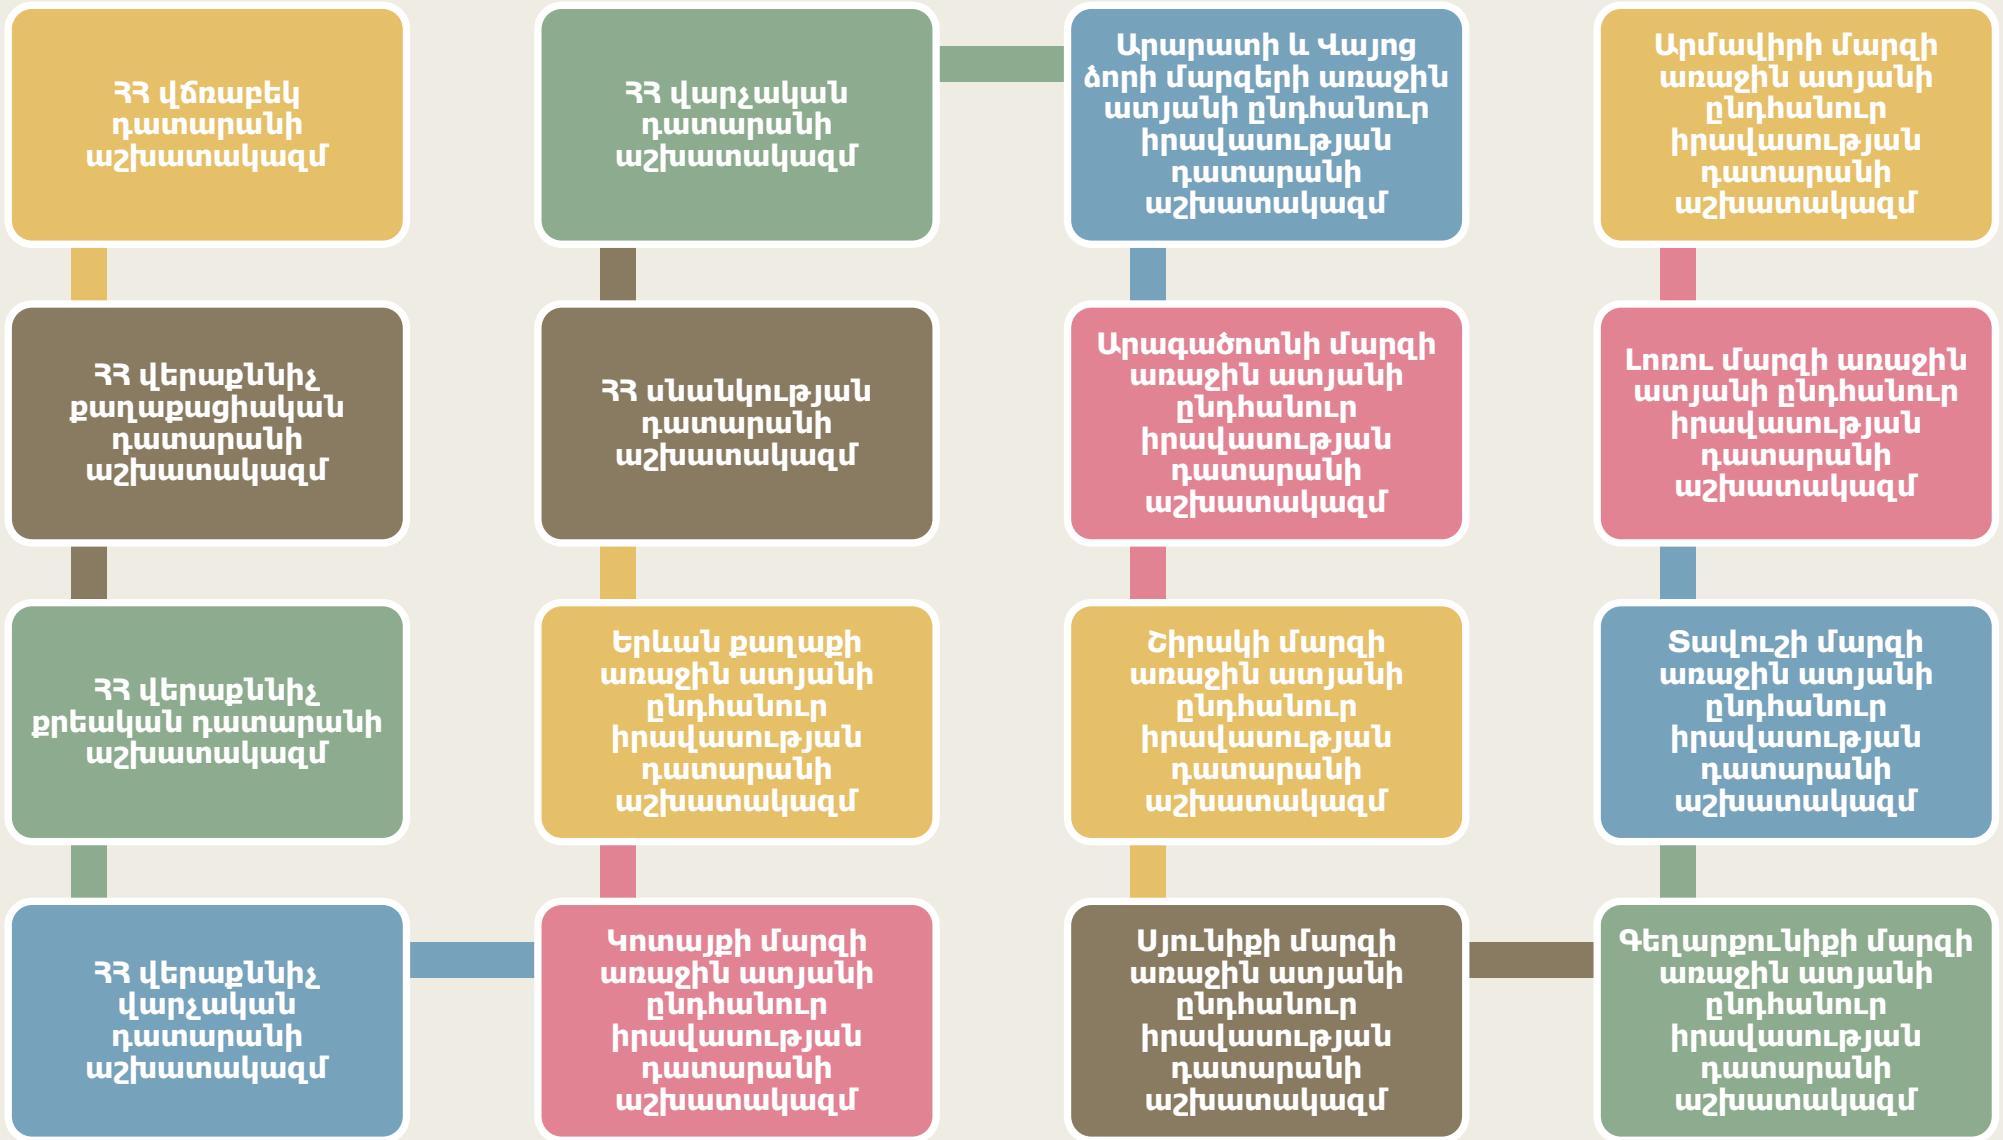 ՀՀ վճռաբեկ
դատարանի
աշխատակազմ
ՀՀ վերաքննիչ
քաղաքացիական
դատարանի
աշխատակազմ
ՀՀ վերաքննիչ
քրեական դատարանի
աշխատակազմ
ՀՀ վերաքննիչ
վարչական
դատարանի
աշխատակազմ
Կոտայքի մարզի
առաջին ատյանի
ընդհանուր
իրավասության
դատարանի
աշխատակազմ
Երևան քաղաքի
առաջին ատյանի
ընդհանուր
իրավասության
դատարանի
աշխատակազմ
ՀՀ սնանկության
դատարանի
աշխատակազմ
ՀՀ վարչական
դատարանի
աշխատակազմ
Արարատի և Վայոց
ձորի մարզերի առաջին
ատյանի ընդհանուր
իրավասության
դատարանի
աշխատակազմ
Արագածոտնի մարզի
առաջին ատյանի
ընդհանուր
իրավասության
դատարանի
աշխատակազմ
Շիրակի մարզի
առաջին ատյանի
ընդհանուր
իրավասության
դատարանի
աշխատակազմ
Սյունիքի մարզի
առաջին ատյանի
ընդհանուր
իրավասության
դատարանի
աշխատակազմ
Գեղարքունիքի մարզի
առաջին ատյանի
ընդհանուր
իրավասության
դատարանի
աշխատակազմ
Տավուշի մարզի
առաջին ատյանի
ընդհանուր
իրավասության
դատարանի
աշխատակազմ
Լոռու մարզի առաջին
ատյանի ընդհանուր
իրավասության
դատարանի
աշխատակազմ
Արմավիրի մարզի
առաջին ատյանի
ընդհանուր
իրավասության
դատարանի
աշխատակազմ